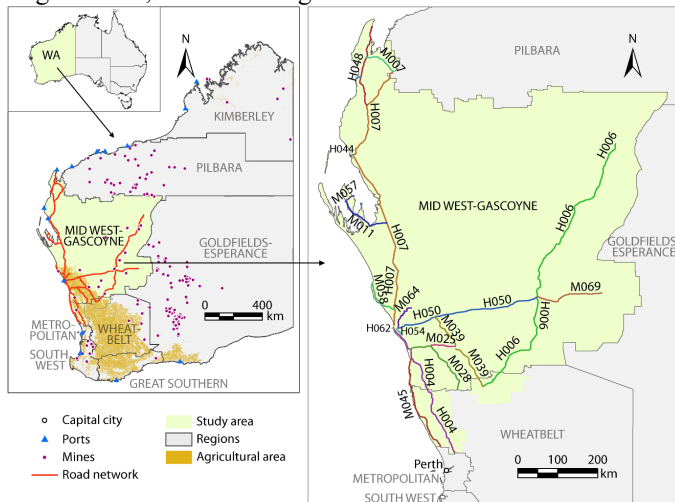 WA
N
KIMBERLEY
PILBARA
MID WEST-
GASCOYNE
GOLDFIELDS-
ESPERANCE
0 400
km
METRO-
POLITAN
WHEAT-
BELT
SOUTH
WEST
GREAT SOUTHERN
Capital city
Ports
Mines
Road network
Study area
Regions
Agricultural area
N
PILBARA
H048
M007
H007
H044
H006
M057
M011
MID WEST-GASCOYNE
H006
H007
GOLDFIELDS-
ESPERANCE
H007
M058
M064
H050
H050
M069
H062
H054
M039
H006
M025
M039
H006
M028
H004
M045
H004
WHEATBELT
Perth
METROPOLITAN
SOUTH WEST
0 100 200
km